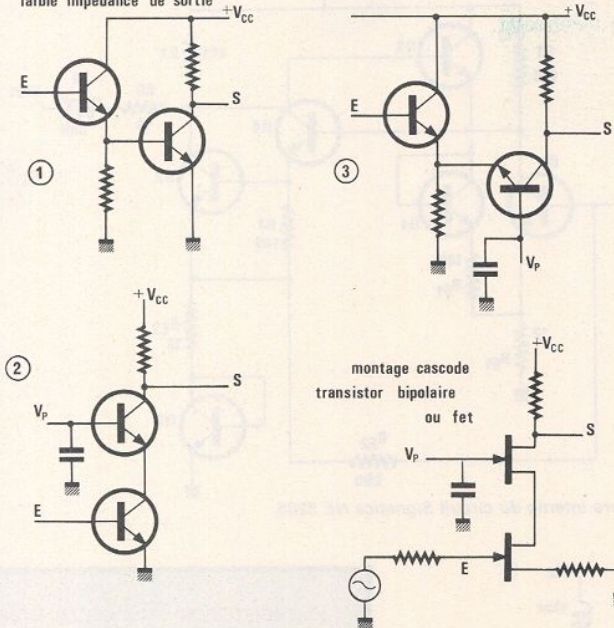 faible impédance de sortie
+VCC
E
S
1
+VCC
E
S
3
VP
+VCC
2
VP
S
E
montage cascode
transistor bipolaire
ou fet
+VCC
S
VP
E